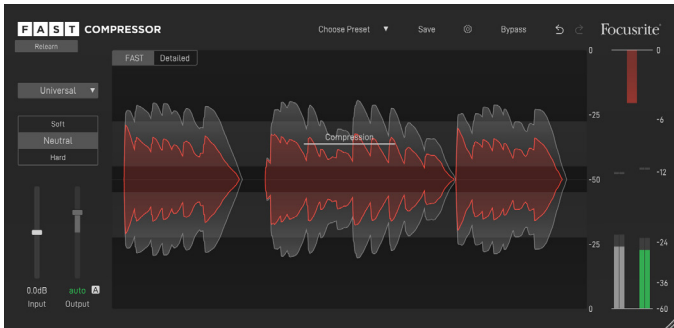 FAST COMPRESSOR
Choose Preset ▼ Save Bypass Focusrite
Relearn
FAST Detailed
Universal ▼
Soft
Neutral
Hard
Compression
0
-25
-50
-25
0
0
-6
-12
-24
-36
-60
0.0dB auto A
Input Output